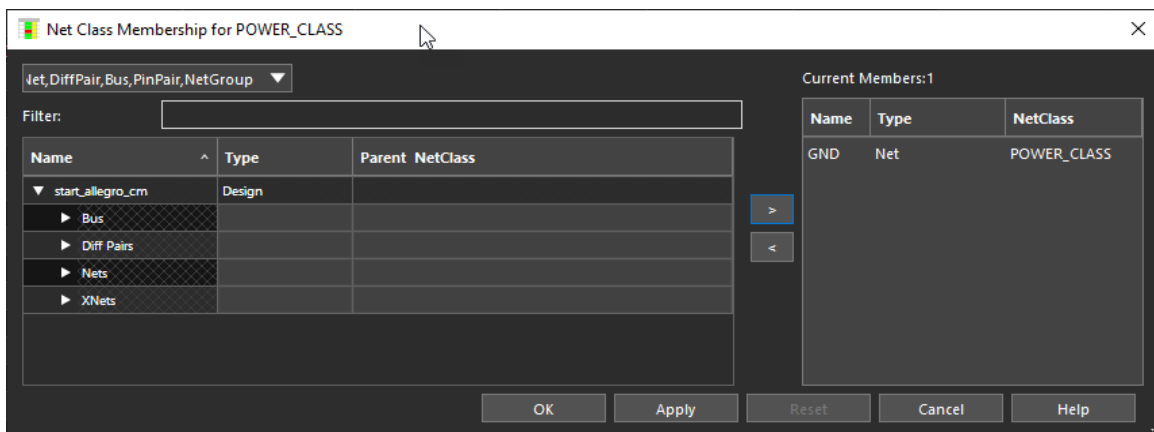 Net Class Membership for POWER_CLASS
Net,DiffPair,Bus,PinPair,NetGroup
Current Members:1
Filter:
Name Type NetClass
Name Type Parent NetClass
GND Net POWER_CLASS
start_allegro_cm Design
Bus
>
Diff Pairs
<
Nets
XNets
OK Apply Reset Cancel Help